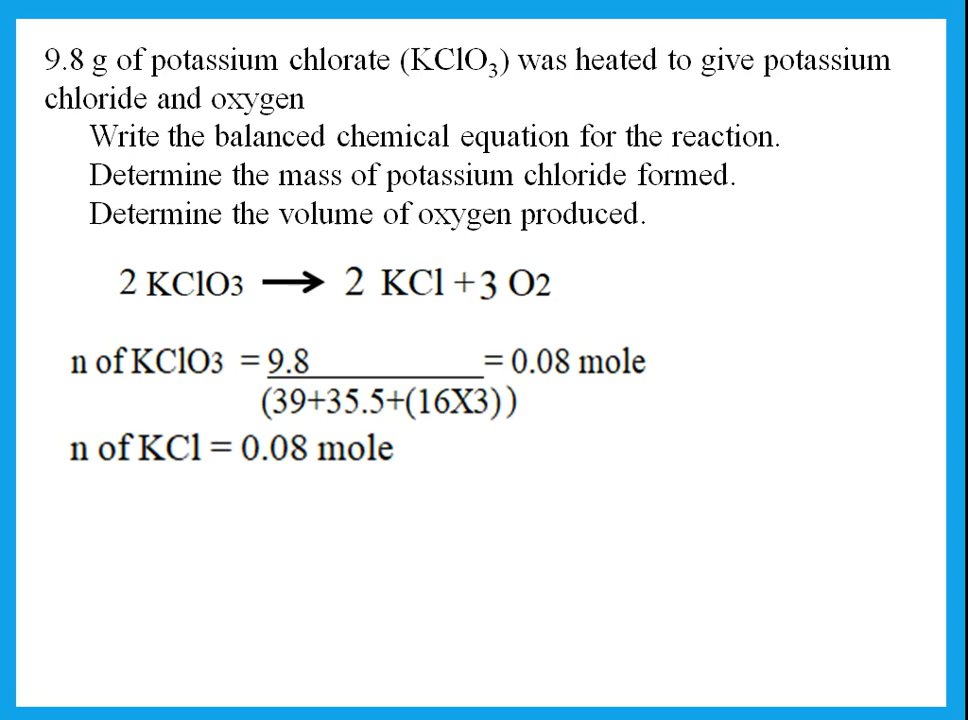 9.8 g of potassium chlorate (KClO₃) was heated to give potassium
chloride and oxygen
Write the balanced chemical equation for the reaction.
Determine the mass of potassium chloride formed.
Determine the volume of oxygen produced.
2 KClO3 → 2 KCl + 3 O2
n of KClO3 = 9.8 = 0.08 mole
(39+35.5+(16X3))
n of KCl = 0.08 mole